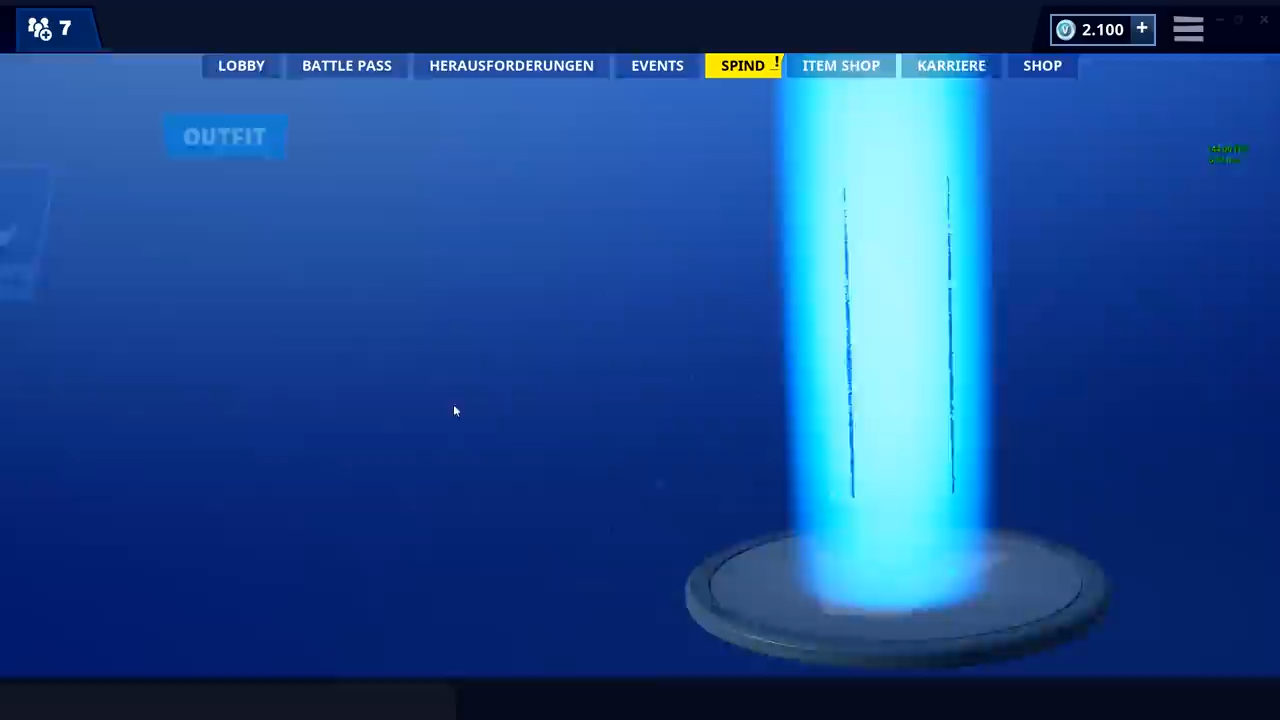 7
2.100 +
LOBBY
BATTLE PASS
HERAUSFORDERUNGEN
EVENTS
SPIND !
ITEM SHOP
KARRIERE
SHOP
OUTFIT